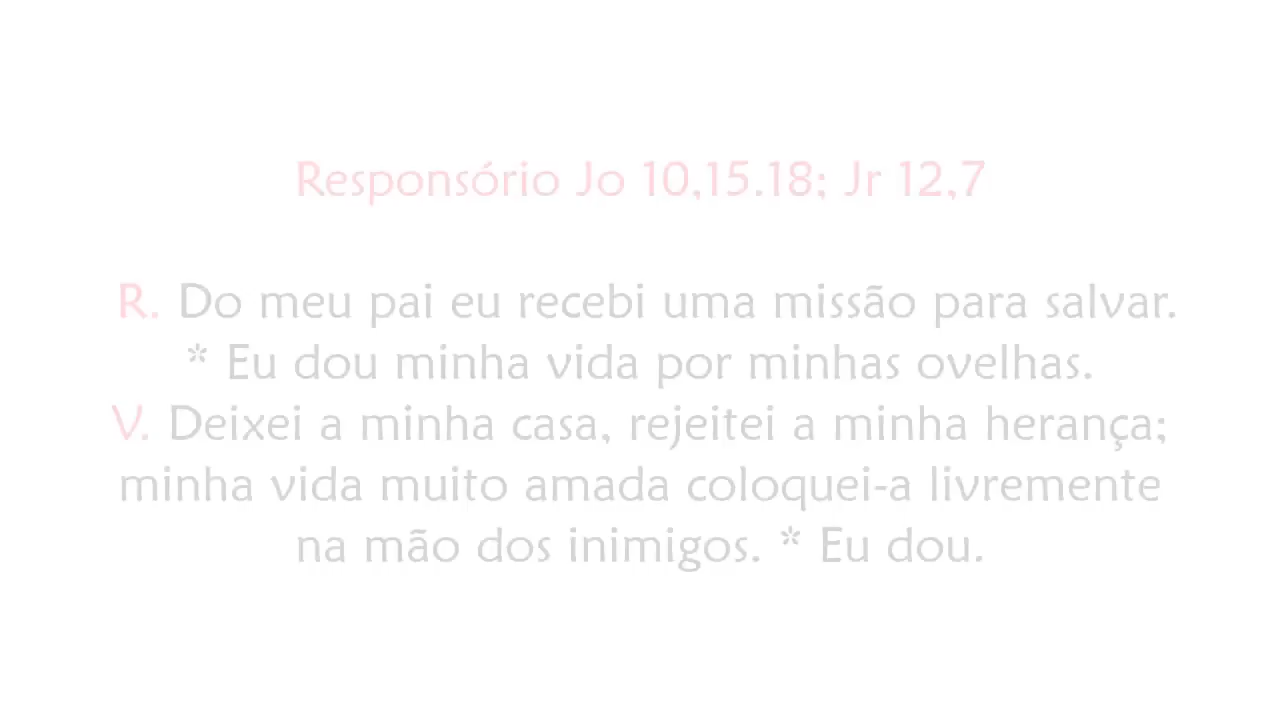 Responsório Jo 10,15.18; Jr 12,7
R. Do meu pai eu recebi uma missão para salvar.
* Eu dou minha vida por minhas ovelhas.
V. Deixei a minha casa, rejeitei a minha herança;
minha vida muito amada coloquei-a livremente
na mão dos inimigos. * Eu dou.